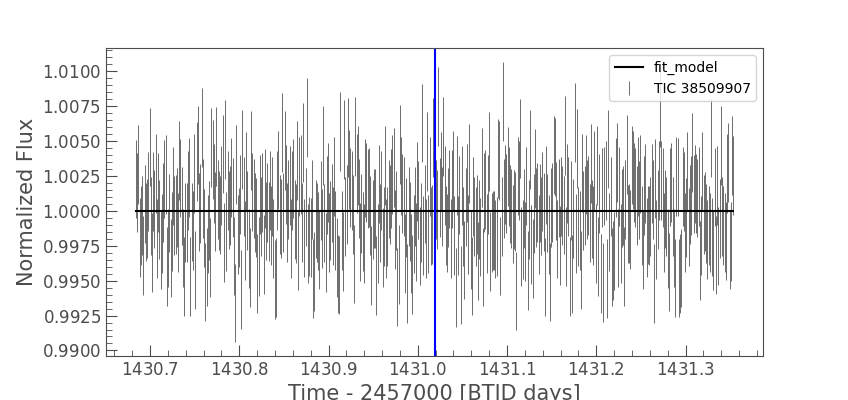 fit_model
TIC 38509907
1.0100
1.0075
1.0050
1.0025
1.0000
0.9975
0.9950
0.9925
0.9900
Normalized Flux
1430.7 1430.8 1430.9 1431.0 1431.1 1431.2 1431.3
Time - 2457000 [BTJD days]